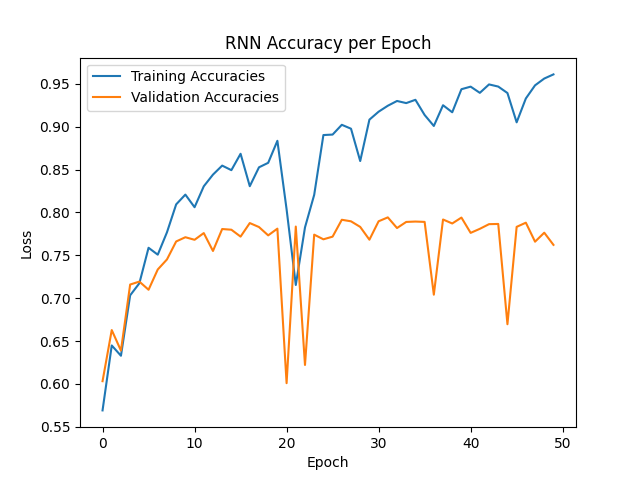 RNN Accuracy per Epoch
Training Accuracies
Validation Accuracies
0.95
0.90
0.85
0.80
0.75
0.70
0.65
0.60
0.55
Loss
0 10 20 30 40 50
Epoch